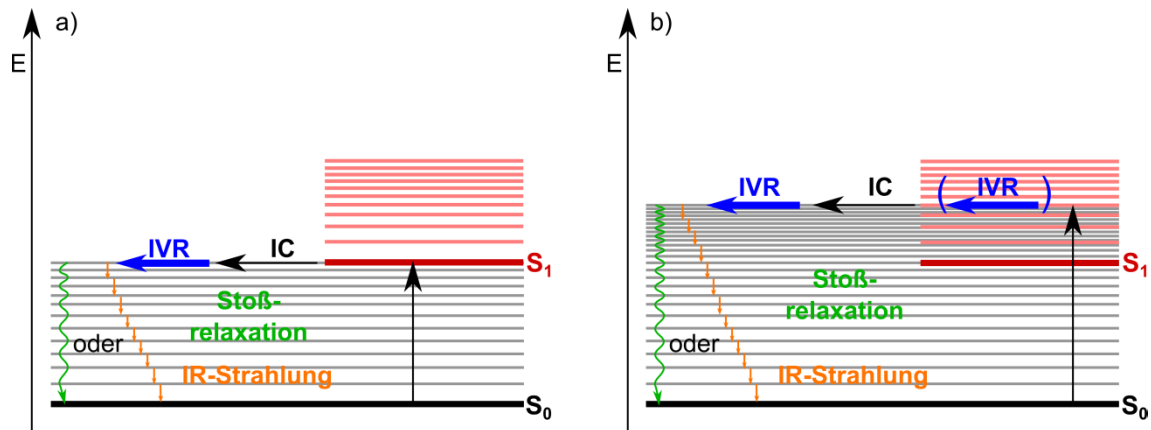 a)
E
IVR
IC
S₁
Stoß-
relaxation
oder
IR-Strahlung
S₀
b)
E
IVR
IC
(IVR)
S₁
Stoß-
relaxation
oder
IR-Strahlung
S₀